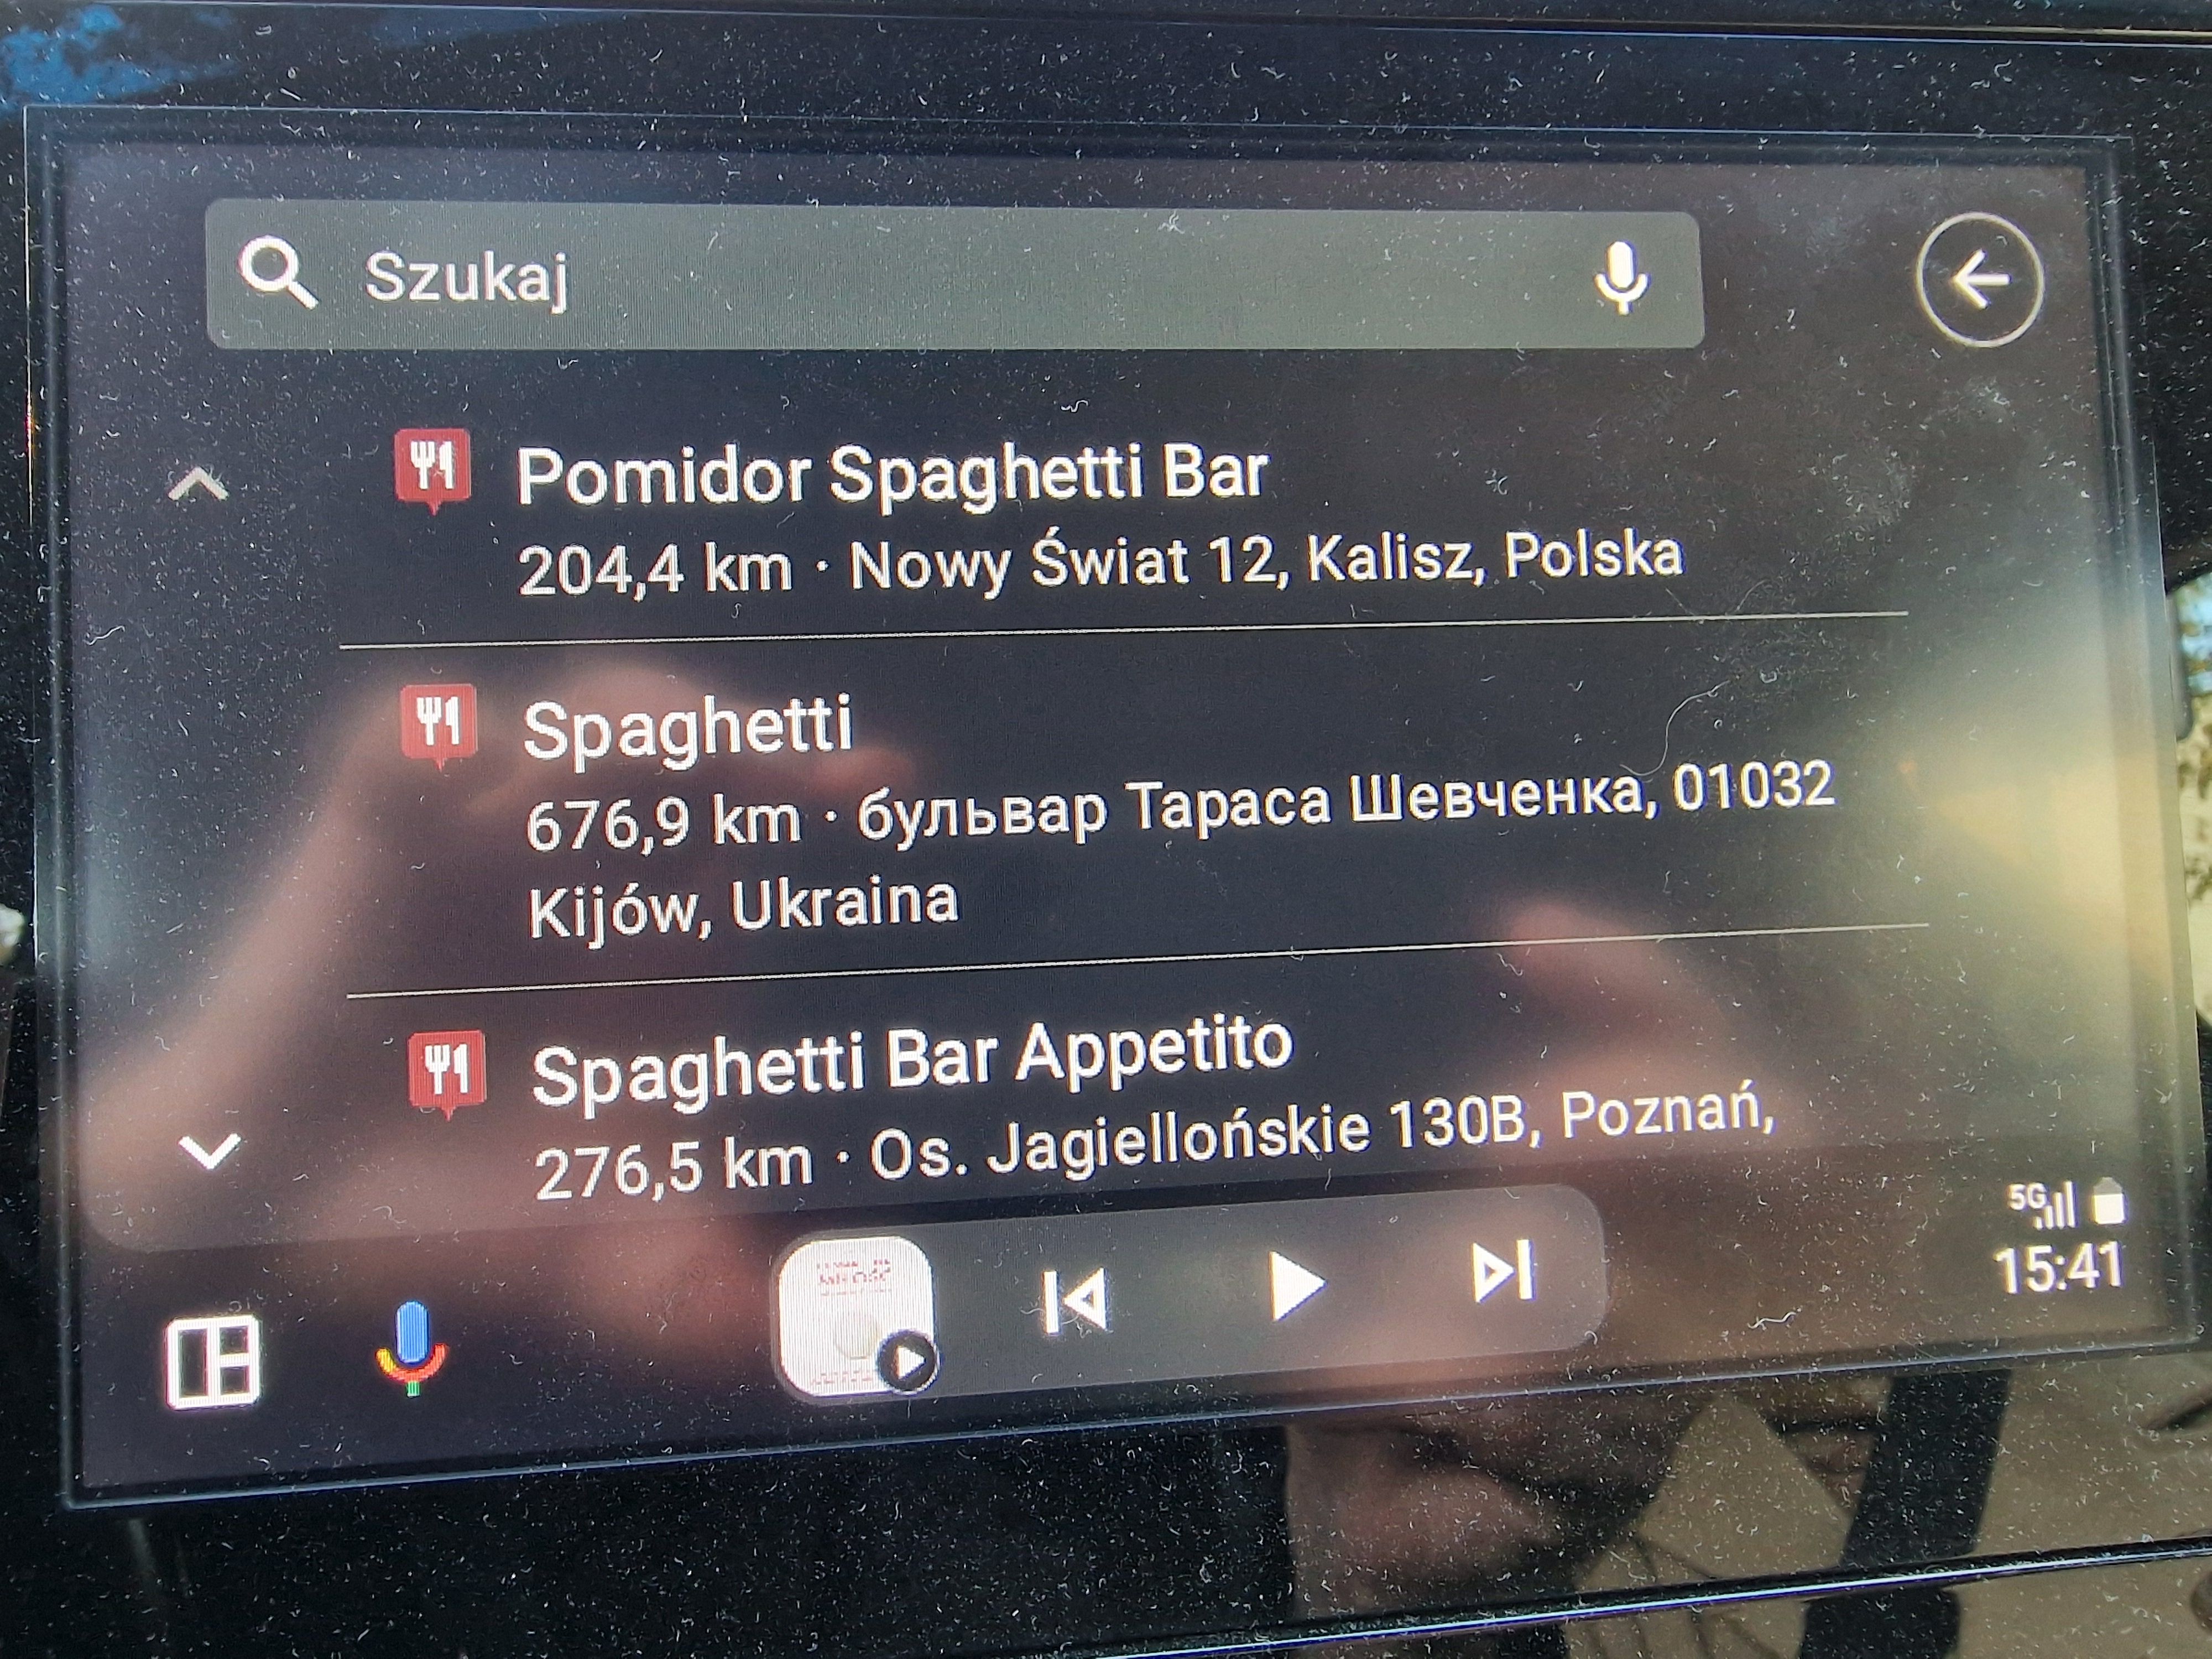 Szukaj
Pomidor Spaghetti Bar
204,4 km · Nowy Świat 12, Kalisz, Polska
Spaghetti
676,9 km · бульвар Тараса Шевченка, 01032
Kijów, Ukraina
Spaghetti Bar Appetito
276,5 km · Os. Jagiellońskie 130B, Poznań,
5G
15:41